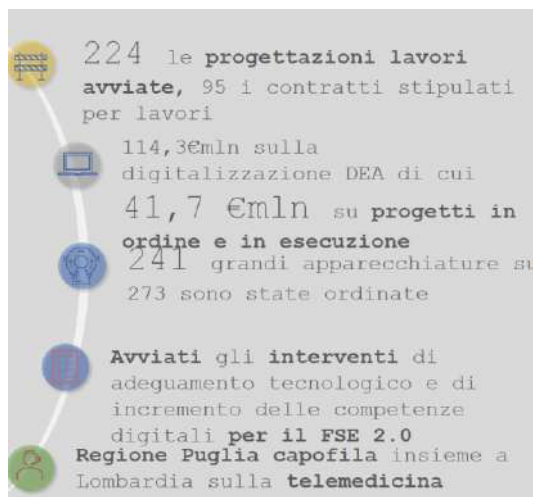 224 le progettazioni lavori
avviate, 95 i contratti stipulati
per lavori
114,3€mln sulla
digitalizzazione DEA di cui
41,7 €mln su progetti in
ordine e in esecuzione
241 grandi apparecchiature su
273 sono state ordinate
Avviati gli interventi di
adeguamento tecnologico e di
incremento delle competenze
digitali per il FSE 2.0
Regione Puglia capofila insieme a
Lombardia sulla telemedicina